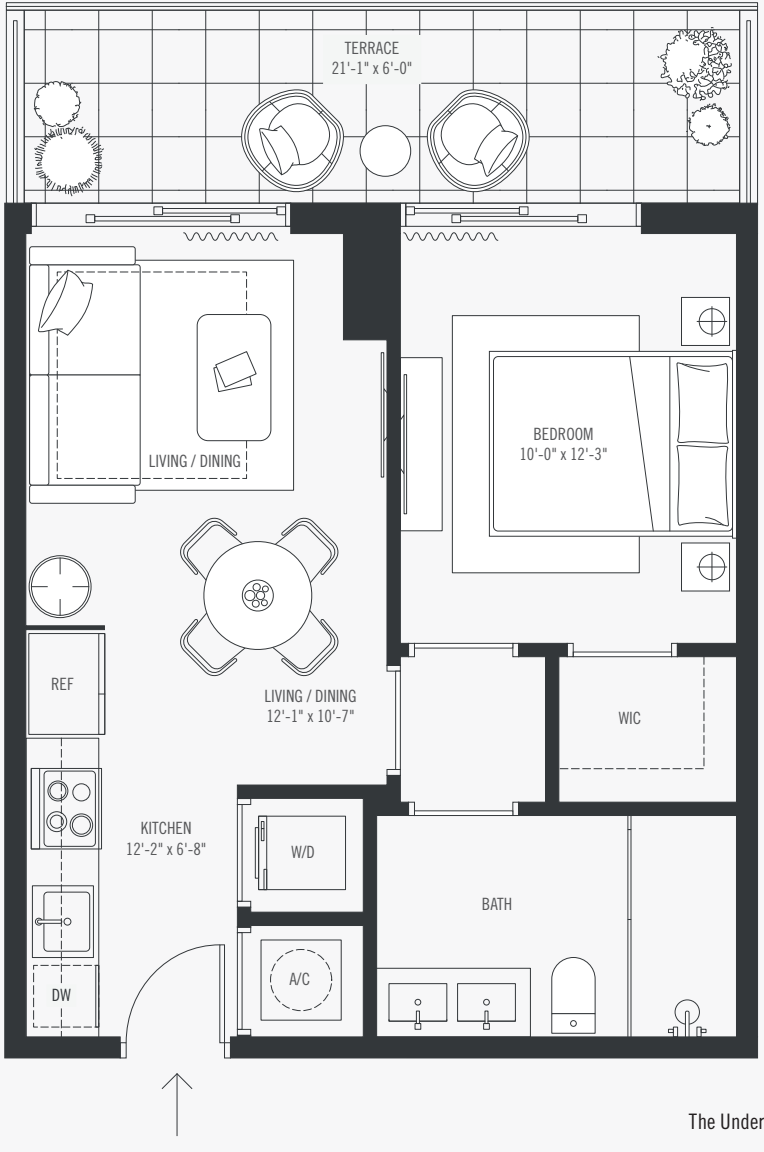 TERRACE
21'-1" x 6'-0"
BEDROOM
10'-0" x 12'-3"
LIVING / DINING
REF
LIVING / DINING
12'-1" x 10'-7"
WIC
KITCHEN
12'-2" x 6'-8"
W/D
BATH
A/C
DW
The Under